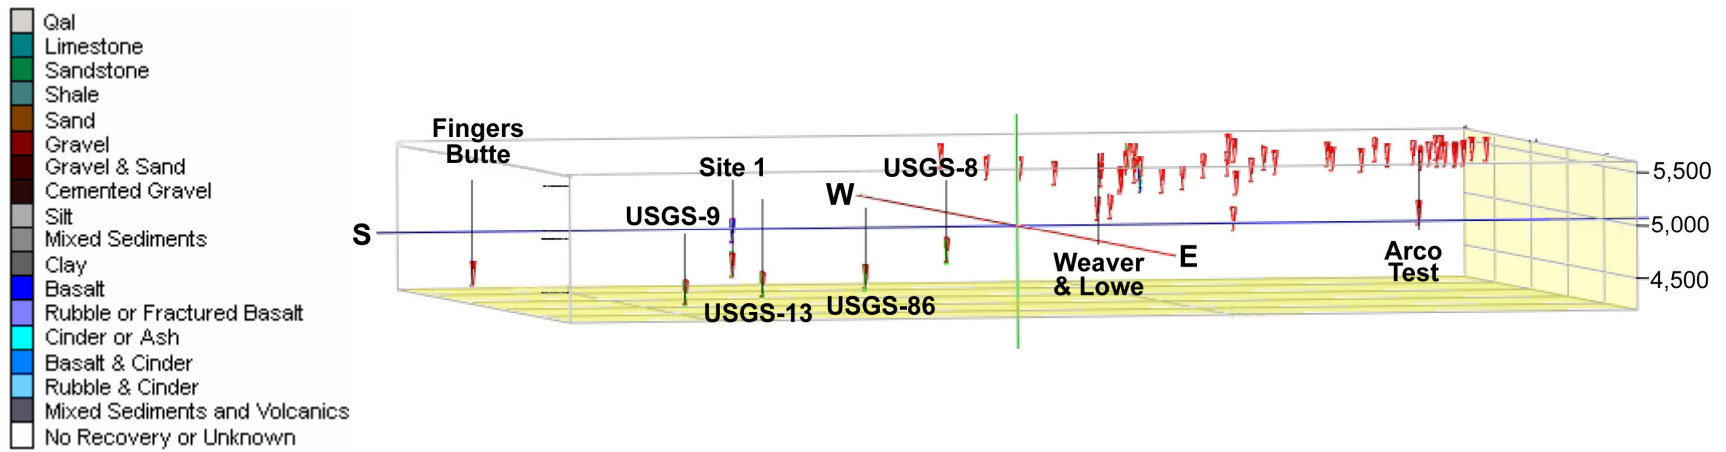 Qal
Limestone
Sandstone
Shale
Sand
Gravel
Gravel & Sand
Cemented Gravel
Silt
Mixed Sediments
Clay
Basalt
Rubble or Fractured Basalt
Cinder or Ash
Basalt & Cinder
Rubble & Cinder
Mixed Sediments and Volcanics
No Recovery or Unknown
Fingers
Butte
Site 1
USGS-8
W
USGS-9
S
E
Weaver
& Lowe
USGS-13
USGS-86
Arco
Test
5,500
5,000
4,500